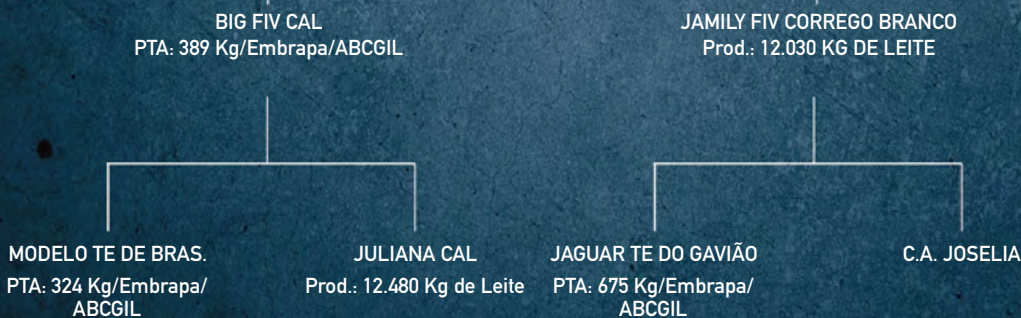 BIG FIV CAL
PTA: 389 Kg/Embrapa/ABCGIL
JAMILY FIV CORREGO BRANCO
Prod.: 12.030 KG DE LEITE
MODELO TE DE BRAS.
PTA: 324 Kg/Embrapa/
ABCGIL
JULIANA CAL
Prod.: 12.480 Kg de Leite
JAGUAR TE DO GAVIÃO
PTA: 675 Kg/Embrapa/
ABCGIL
C.A. JOSELIA